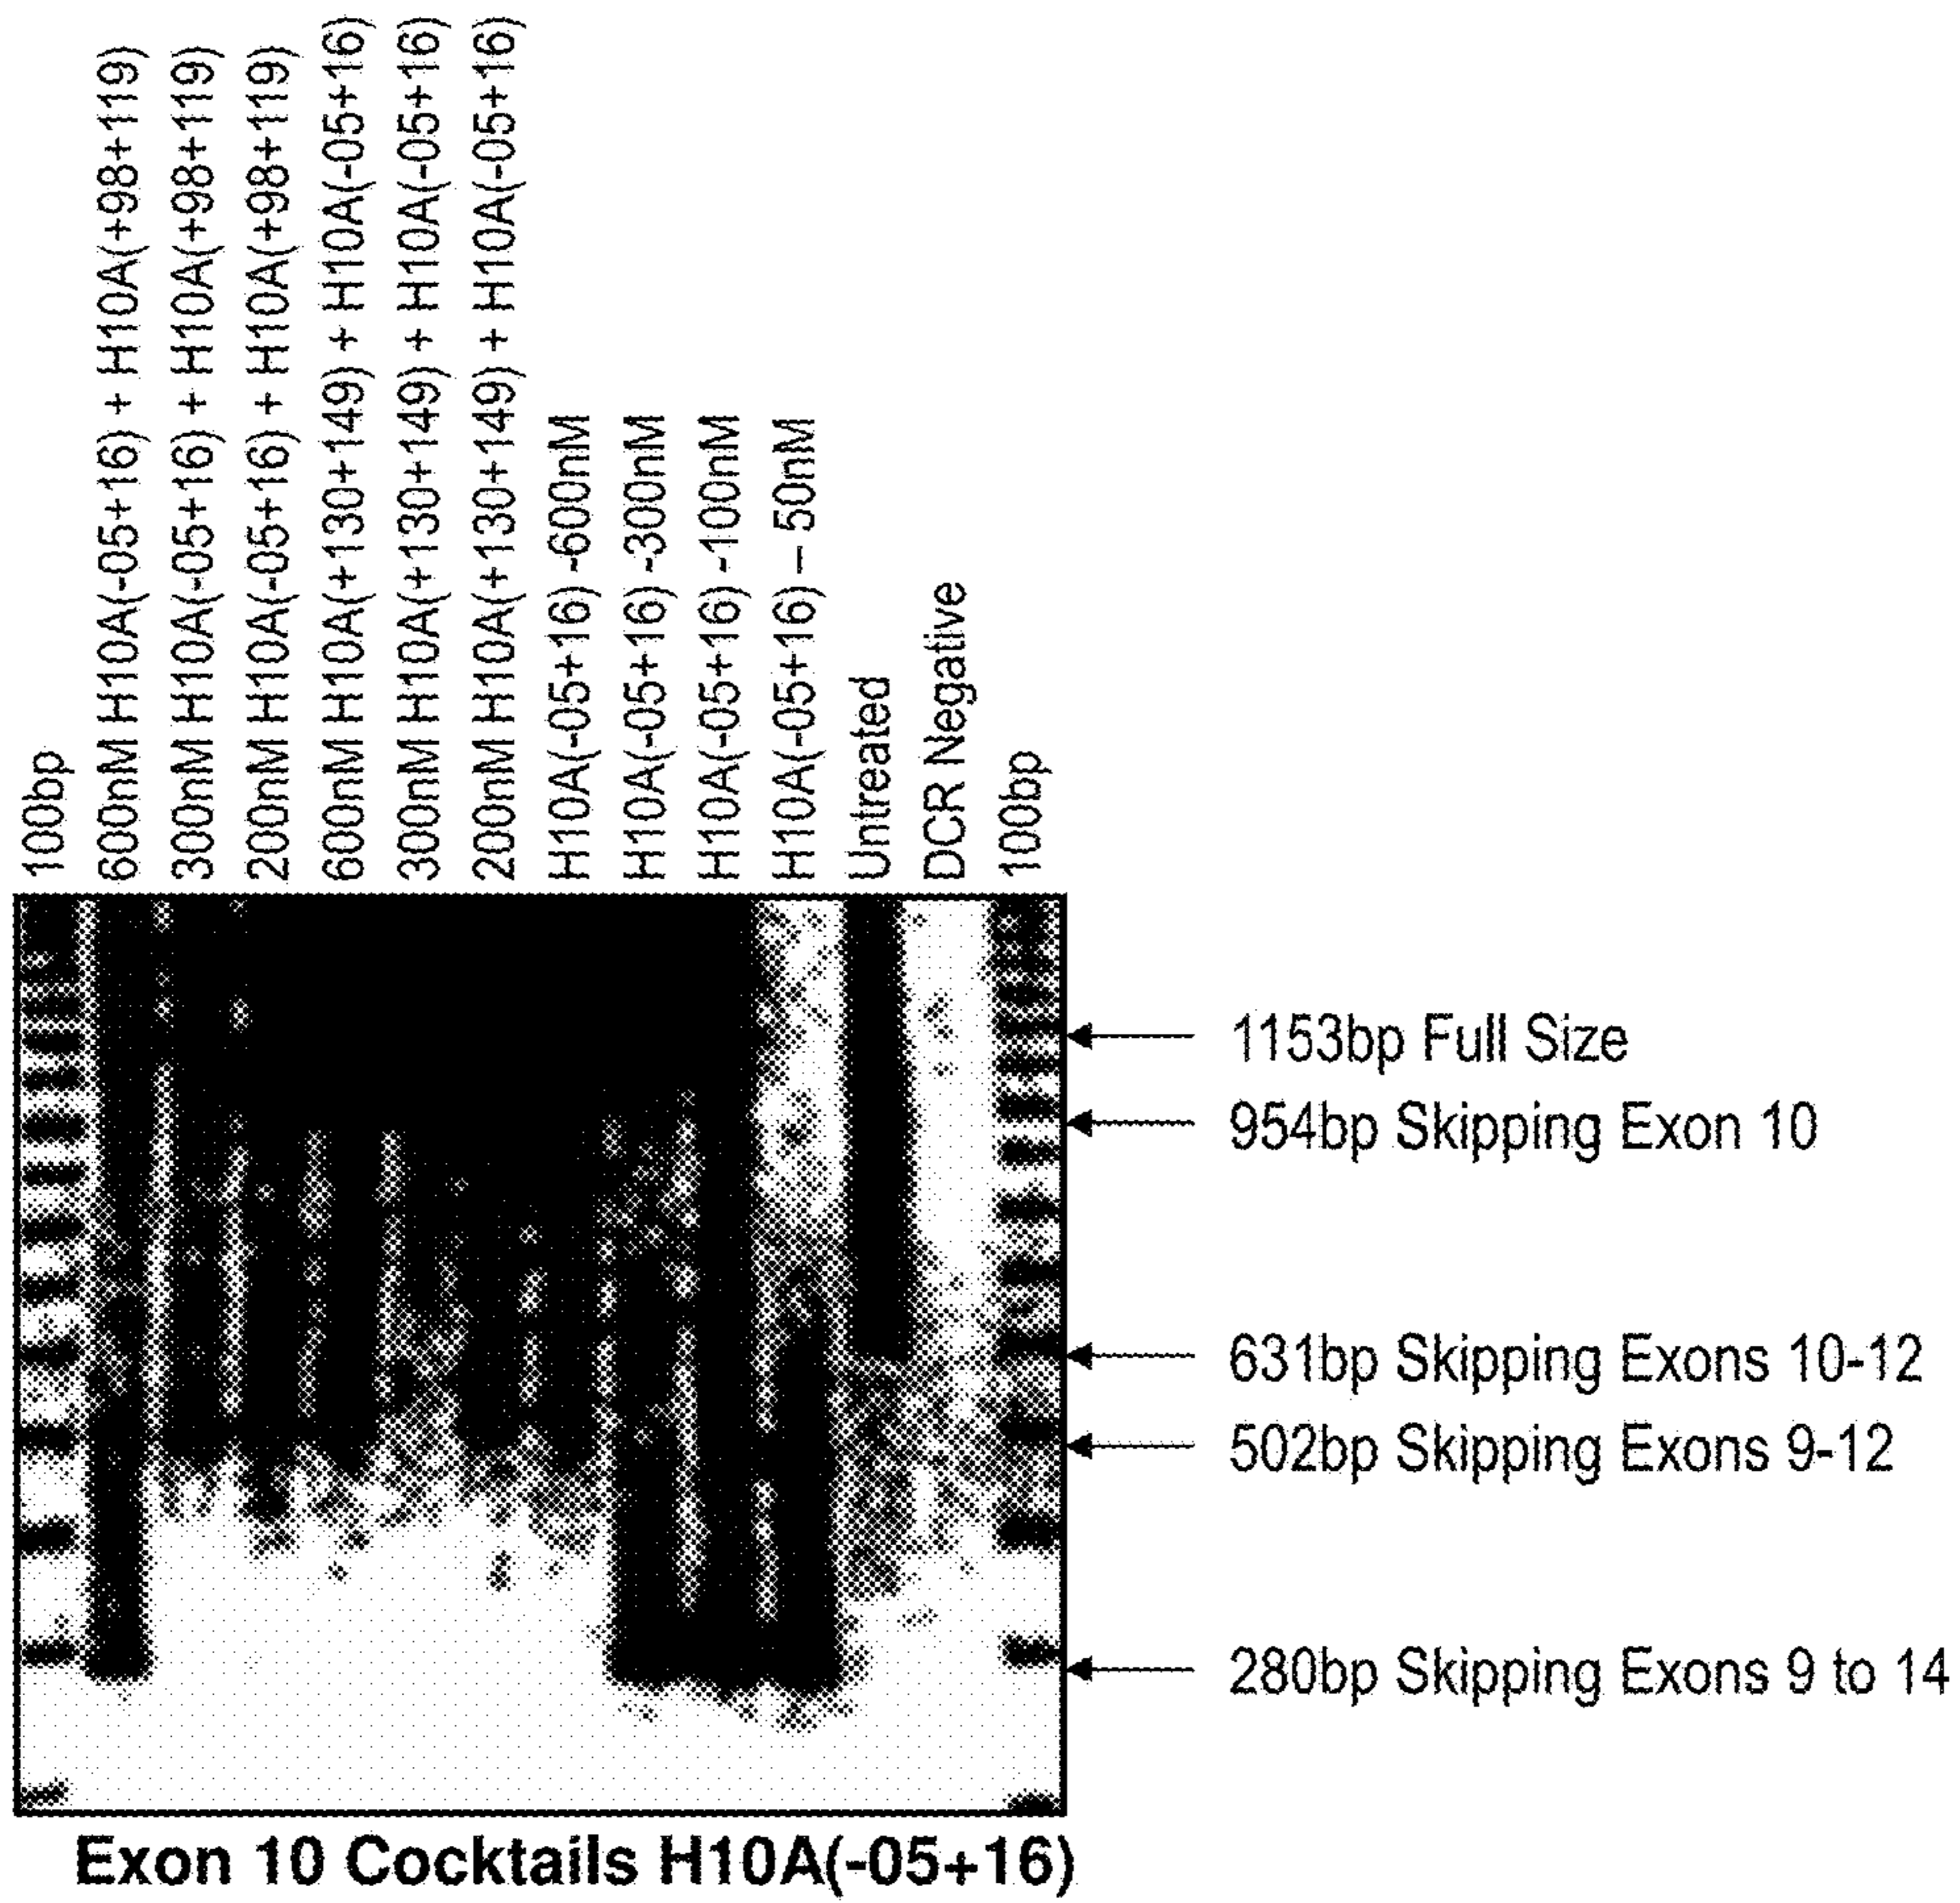 100bp
600nM H10A(-05+16) + H10A(+98+119)
300nM H10A(-05+16) + H10A(+98+119)
200nM H10A(-05+16) + H10A(+98+119)
600nM H10A(+130+149) + H10A(-05+16)
300nM H10A(+130+149) + H10A(-05+16)
200nM H10A(+130+149) + H10A(-05+16)
H10A(-05+16) -600nM
H10A(-05+16) -300nM
H10A(-05+16) -100nM
H10A(-05+16) – 50nM
Untreated
DCR Negative
100bp
1153bp Full Size
954bp Skipping Exon 10
631bp Skipping Exons 10-12
502bp Skipping Exons 9-12
280bp Skipping Exons 9 to 14
Exon 10 Cocktails H10A(-05+16)